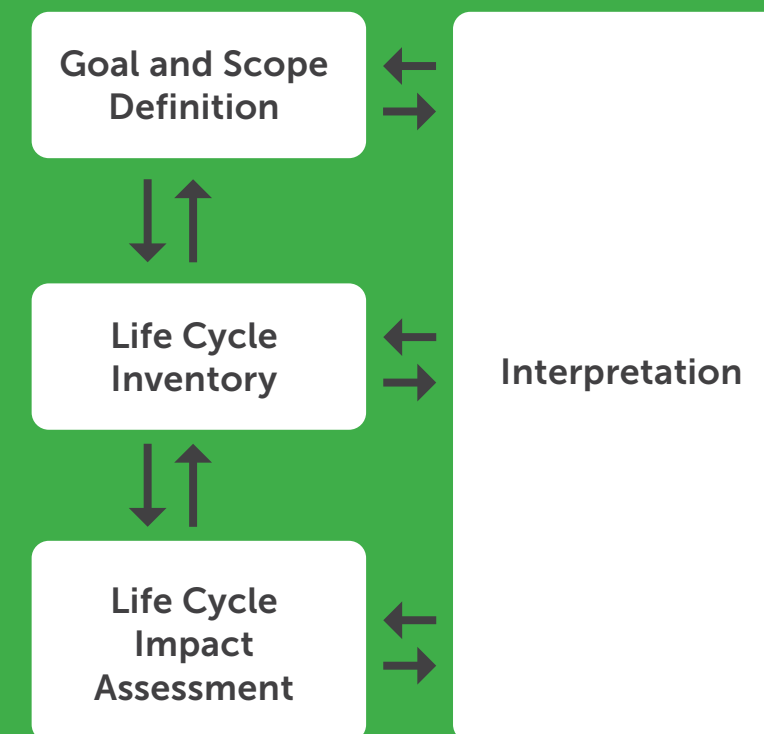 Goal and Scope
Definition
Life Cycle
Inventory
Interpretation
Life Cycle
Impact
Assessment